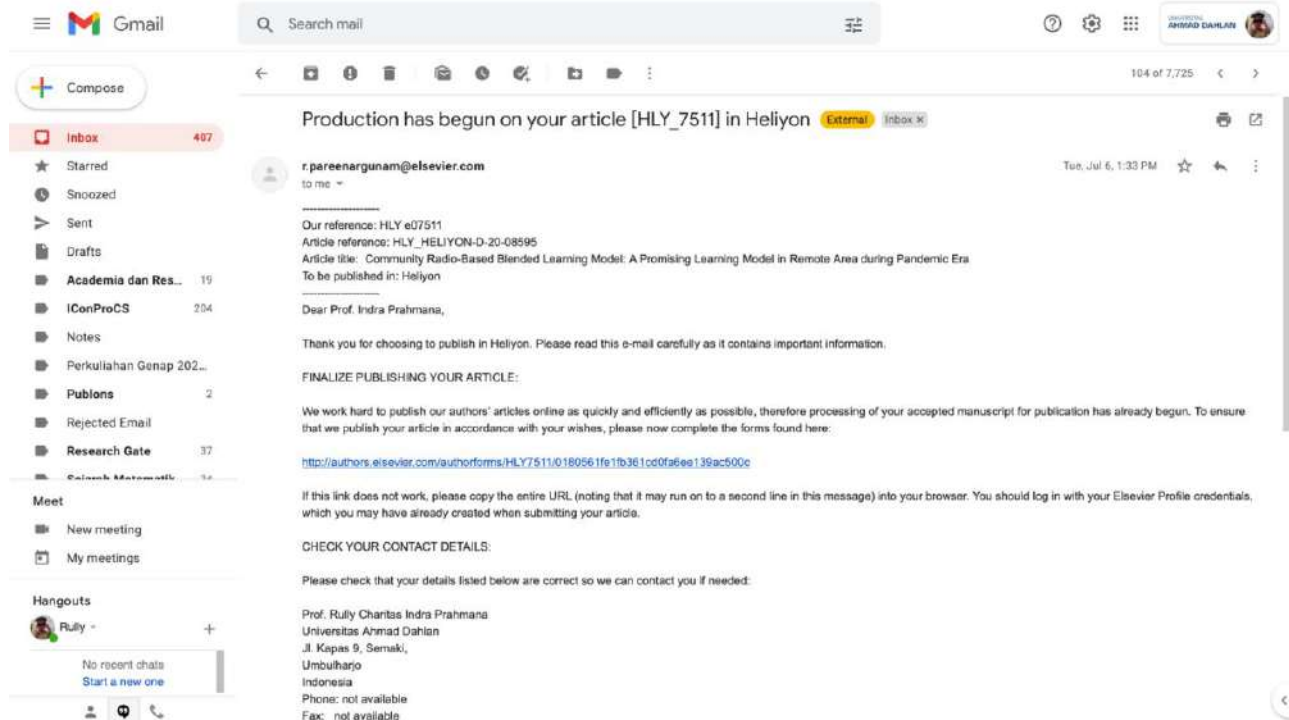 Gmail
Search mail
UNIVERSITAS
AHMAD DAHLAN
Compose
104 of 7,725
Inbox 407
Starred
Snoozed
Sent
Drafts
Academia dan Res... 19
IConProCS 204
Notes
Perkuliahan Genap 202...
Publons 2
Rejected Email
Research Gate 37
Sejarah Matematik
Meet
New meeting
My meetings
Hangouts
Rully
No recent chats
Start a new one
Production has begun on your article [HLY_7511] in Heliyon External Inbox ×
r.pareenargunam@elsevier.com Tue, Jul 6, 1:33 PM
to me
---------------------
Our reference: HLY e07511
Article reference: HLY_HELIYON-D-20-08595
Article title: Community Radio-Based Blended Learning Model: A Promising Learning Model in Remote Area during Pandemic Era
To be published in: Heliyon
---------------------
Dear Prof. Indra Prahmana,
Thank you for choosing to publish in Heliyon. Please read this e-mail carefully as it contains important information.
FINALIZE PUBLISHING YOUR ARTICLE:
We work hard to publish our authors' articles online as quickly and efficiently as possible, therefore processing of your accepted manuscript for publication has already begun. To ensure
that we publish your article in accordance with your wishes, please now complete the forms found here:
http://authors.elsevier.com/authorforms/HLY7511/0180561fe1fb361cd0fa6ee139ac500c
If this link does not work, please copy the entire URL (noting that it may run on to a second line in this message) into your browser. You should log in with your Elsevier Profile credentials,
which you may have already created when submitting your article.
CHECK YOUR CONTACT DETAILS:
Please check that your details listed below are correct so we can contact you if needed:
Prof. Rully Charitas Indra Prahmana
Universitas Ahmad Dahlan
Jl. Kapas 9, Semaki,
Umbulharjo
Indonesia
Phone: not available
Fax: not available